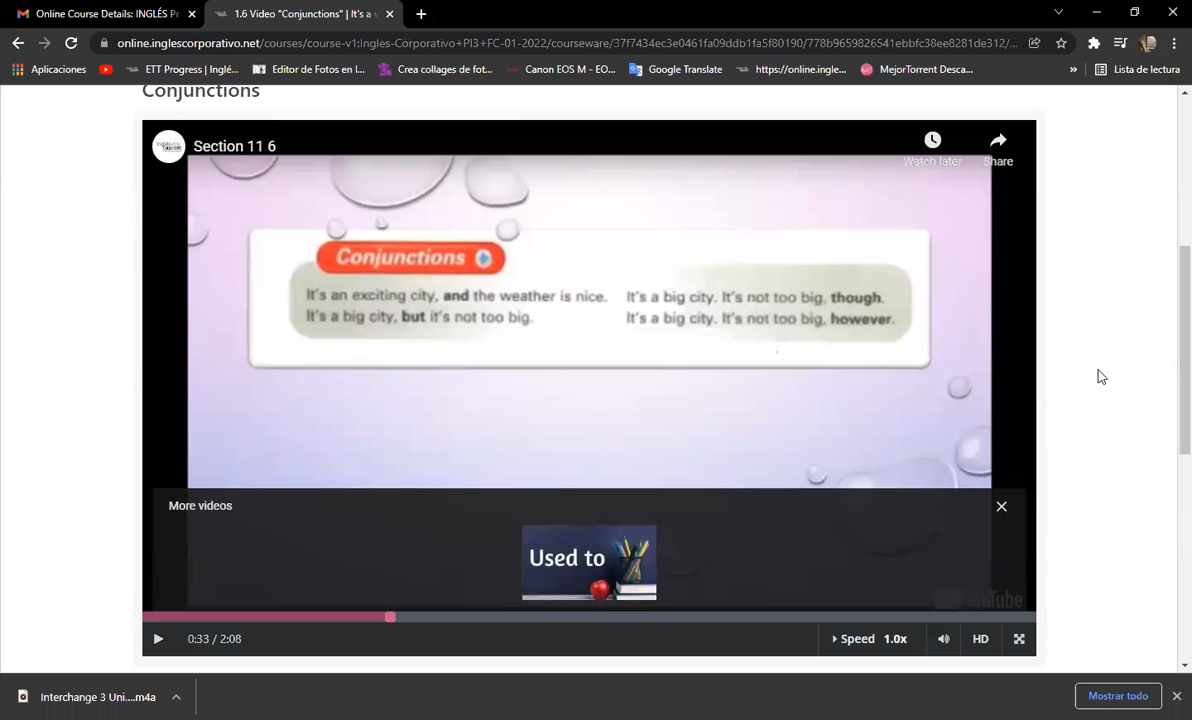 Online Course Details: INGLÉS Pr
1.6 Video "Conjunctions" | It's a v
online.inglescorporativo.net/courses/course-v1:Ingles-Corporativo+PI3+FC-01-2022/courseware/37f7434ec3e0461fa09ddb1fa5f80190/778b9659826541ebbfc38ee8281de312/...
Aplicaciones
ETT Progress | Inglé...
Editor de Fotos en l...
Crea collages de fot...
Canon EOS M - EO...
Google Translate
https://online.ingle...
MejorTorrent Desca...
»
Lista de lectura
Conjunctions
Section 11 6
Watch later
Share
Conjunctions
It's an exciting city, and the weather is nice.
It's a big city, but it's not too big.
It's a big city. It's not too big, though.
It's a big city. It's not too big, however.
More videos
Used to
YouTube
0:33 / 2:08
Speed 1.0x
HD
Interchange 3 Uni....m4a
Mostrar todo